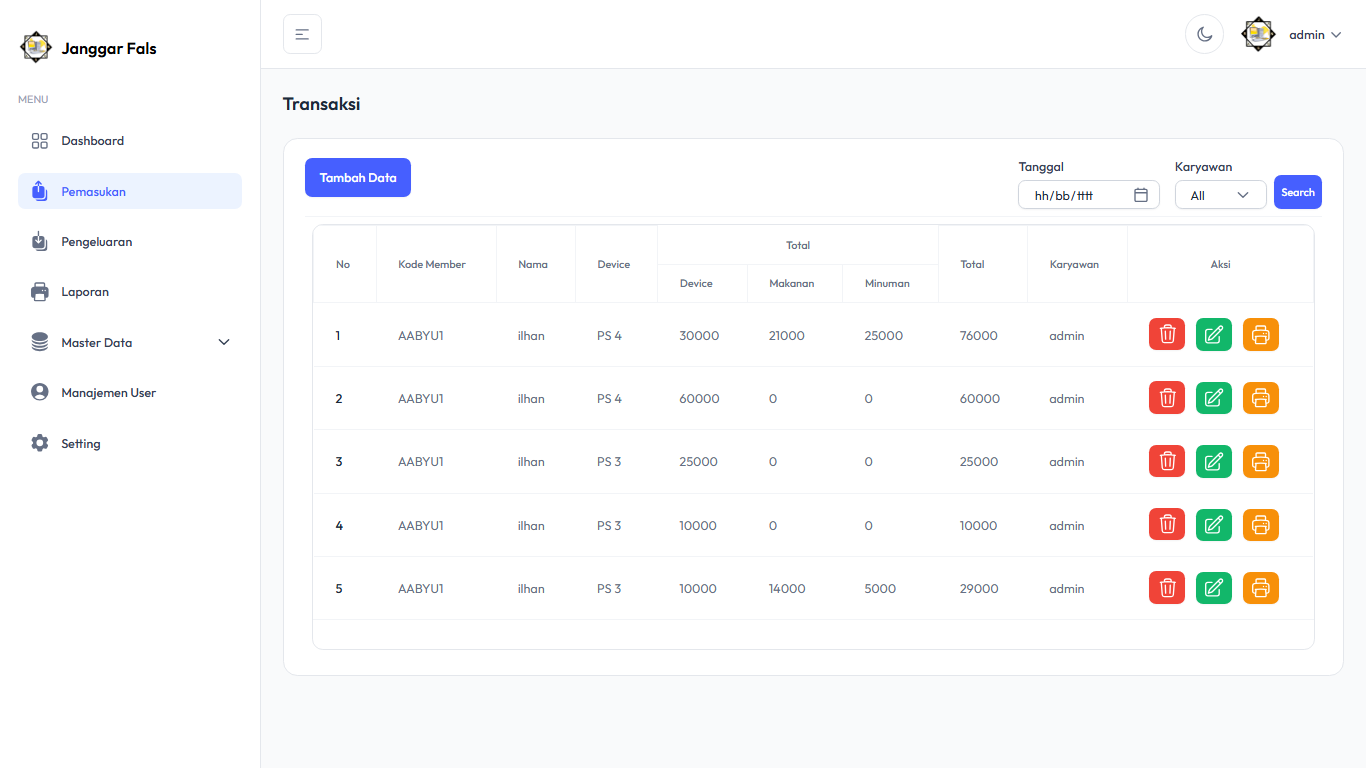 Janggar Fals
admin
MENU
Dashboard
Pemasukan
Pengeluaran
Laporan
Master Data
Manajemen User
Setting
Transaksi
Tambah Data
Tanggal
hh/bb/tttt
Karyawan
All
Search
No Kode Member Nama Device Total Total Karyawan Aksi
Device Makanan Minuman
1 AABYU1 ilhan PS 4 30000 21000 25000 76000 admin
2 AABYU1 ilhan PS 4 60000 0 0 60000 admin
3 AABYU1 ilhan PS 3 25000 0 0 25000 admin
4 AABYU1 ilhan PS 3 10000 0 0 10000 admin
5 AABYU1 ilhan PS 3 10000 14000 5000 29000 admin